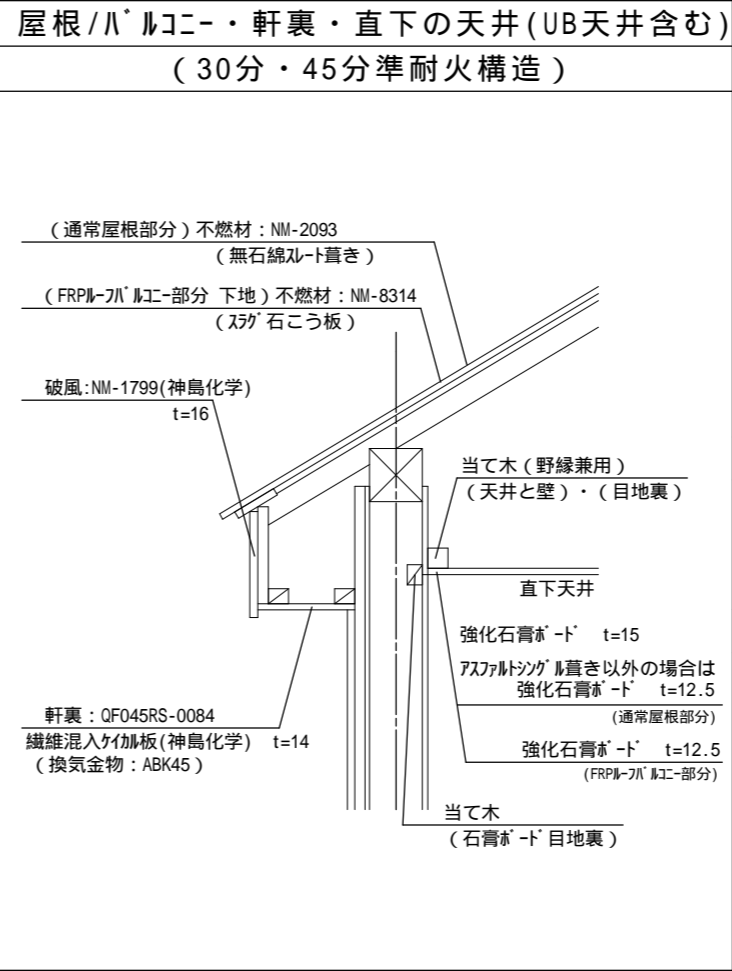 屋根/ﾊﾞﾙｺﾆｰ・軒裏・直下の天井(UB天井含む)
（30分・45分準耐火構造）
（通常屋根部分）不燃材：NM-2093
（無石綿ｽﾚｰﾄ葺き）
（FRPﾙｰﾌﾊﾞﾙｺﾆｰ部分 下地）不燃材：NM-8314
（ｽﾗｸﾞ石こう板）
破風:NM-1799(神島化学)
t=16
当て木（野縁兼用）
（天井と壁）・（目地裏）
直下天井
強化石膏ﾎﾞｰﾄﾞ t=15
ｱｽﾌｧﾙﾄｼﾝｸﾞﾙ葺き以外の場合は
強化石膏ﾎﾞｰﾄﾞ t=12.5
(通常屋根部分)
強化石膏ﾎﾞｰﾄﾞ t=12.5
(FRPﾙｰﾌﾊﾞﾙｺﾆｰ部分)
軒裏：QF045RS-0084
繊維混入ｹｲｶﾙ板(神島化学) t=14
（換気金物：ABK45）
当て木
（石膏ﾎﾞｰﾄﾞ目地裏）